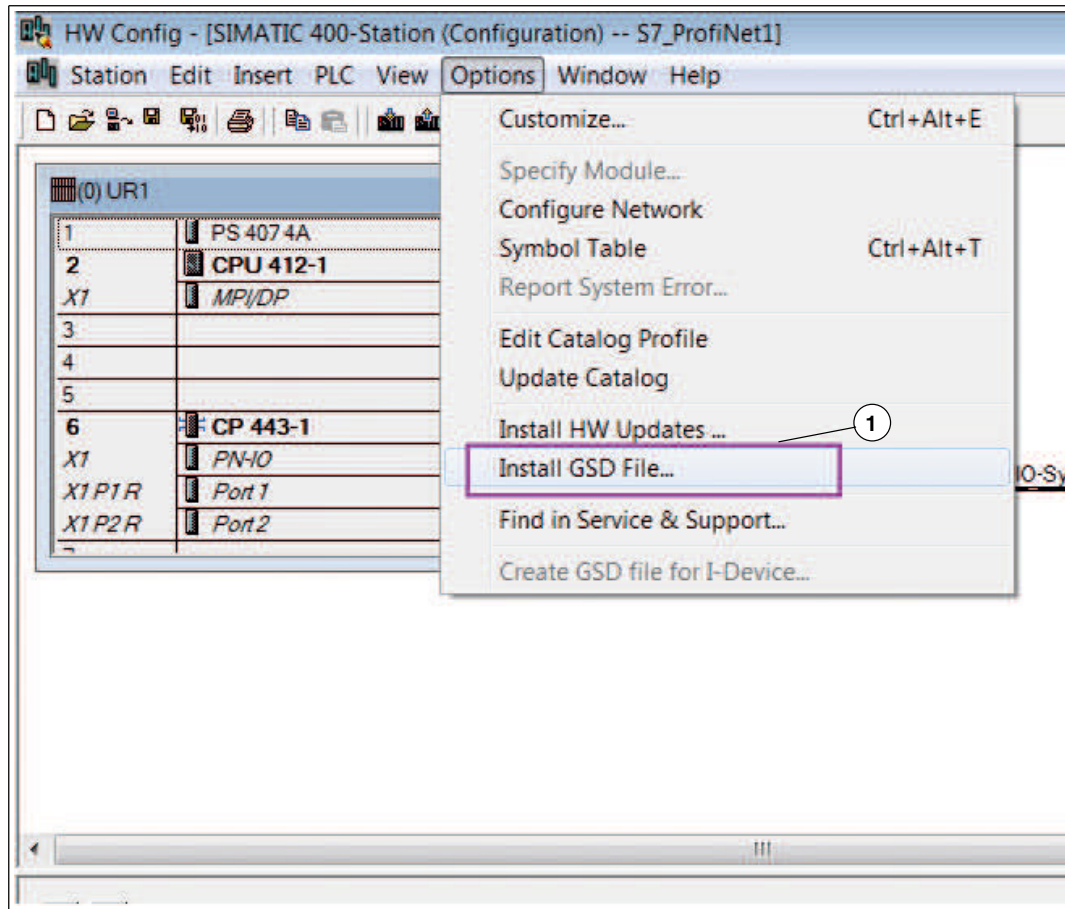 HW Config - [SIMATIC 400-Station (Configuration) -- S7_ProfiNet1]
Station Edit Insert PLC View Options Window Help
Customize... Ctrl+Alt+E
Specify Module...
Configure Network
Symbol Table Ctrl+Alt+T
Report System Error...
Edit Catalog Profile
Update Catalog
Install HW Updates ...
1
Install GSD File...
Find in Service & Support...
Create GSD file for I-Device...
(0) UR1
1 PS 407 4A
2 CPU 412-1
X1 MPI/DP
3
4
5
6 CP 443-1
X1 PN-IO
X1 P1 R Port 1
X1 P2 R Port 2
IO-Sy